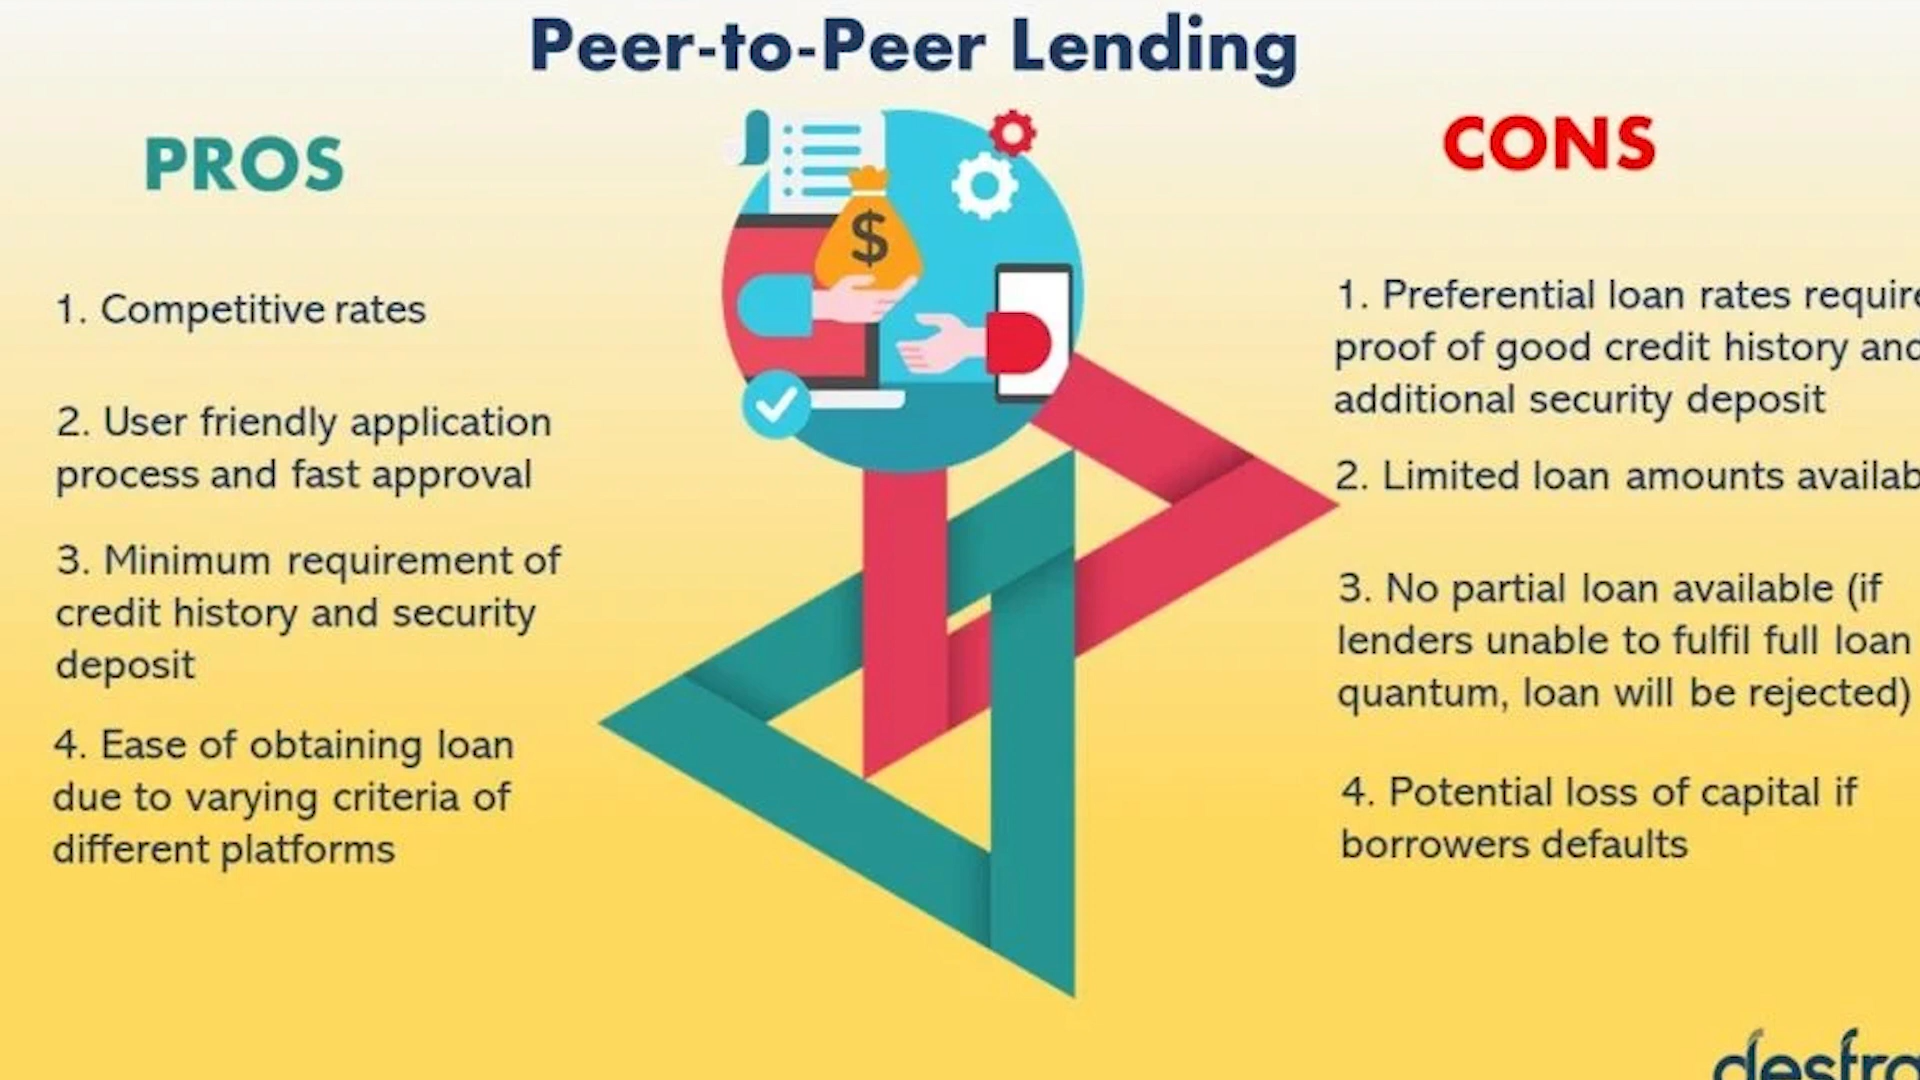 Peer-to-Peer Lending
PROS
1. Competitive rates
2. User friendly application
process and fast approval
3. Minimum requirement of
credit history and security
deposit
4. Ease of obtaining loan
due to varying criteria of
different platforms
$
CONS
1. Preferential loan rates require
proof of good credit history and
additional security deposit
2. Limited loan amounts availab
3. No partial loan available (if
lenders unable to fulfil full loan
quantum, loan will be rejected)
4. Potential loss of capital if
borrowers defaults